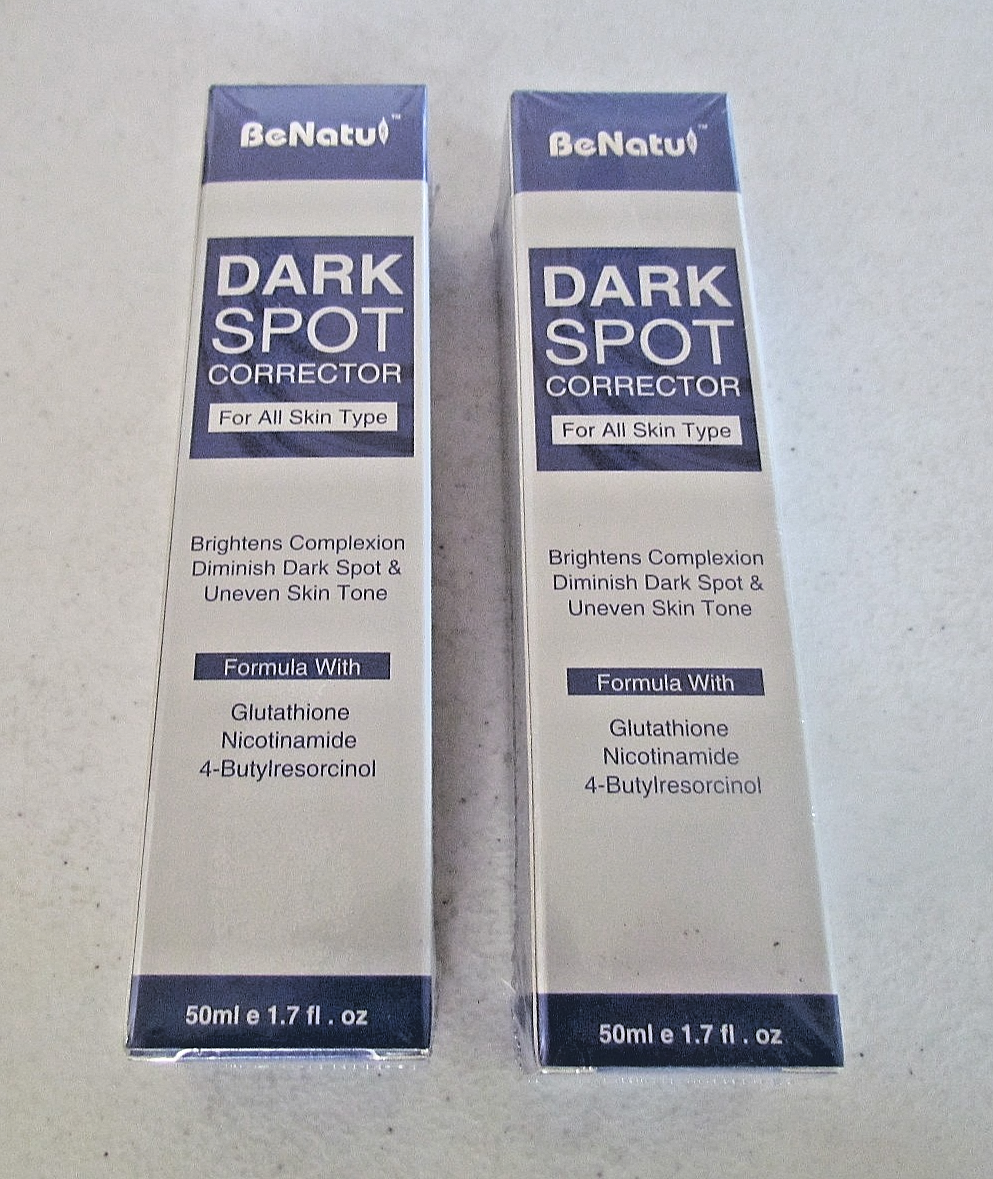 BeNatu ™
DARK
SPOT
CORRECTOR
For All Skin Type
Brightens Complexion
Diminish Dark Spot &
Uneven Skin Tone
Formula With
Glutathione
Nicotinamide
4-Butylresorcinol
50ml e 1.7 fl . oz
BeNatu ™
DARK
SPOT
CORRECTOR
For All Skin Type
Brightens Complexion
Diminish Dark Spot &
Uneven Skin Tone
Formula With
Glutathione
Nicotinamide
4-Butylresorcinol
50ml e 1.7 fl . oz